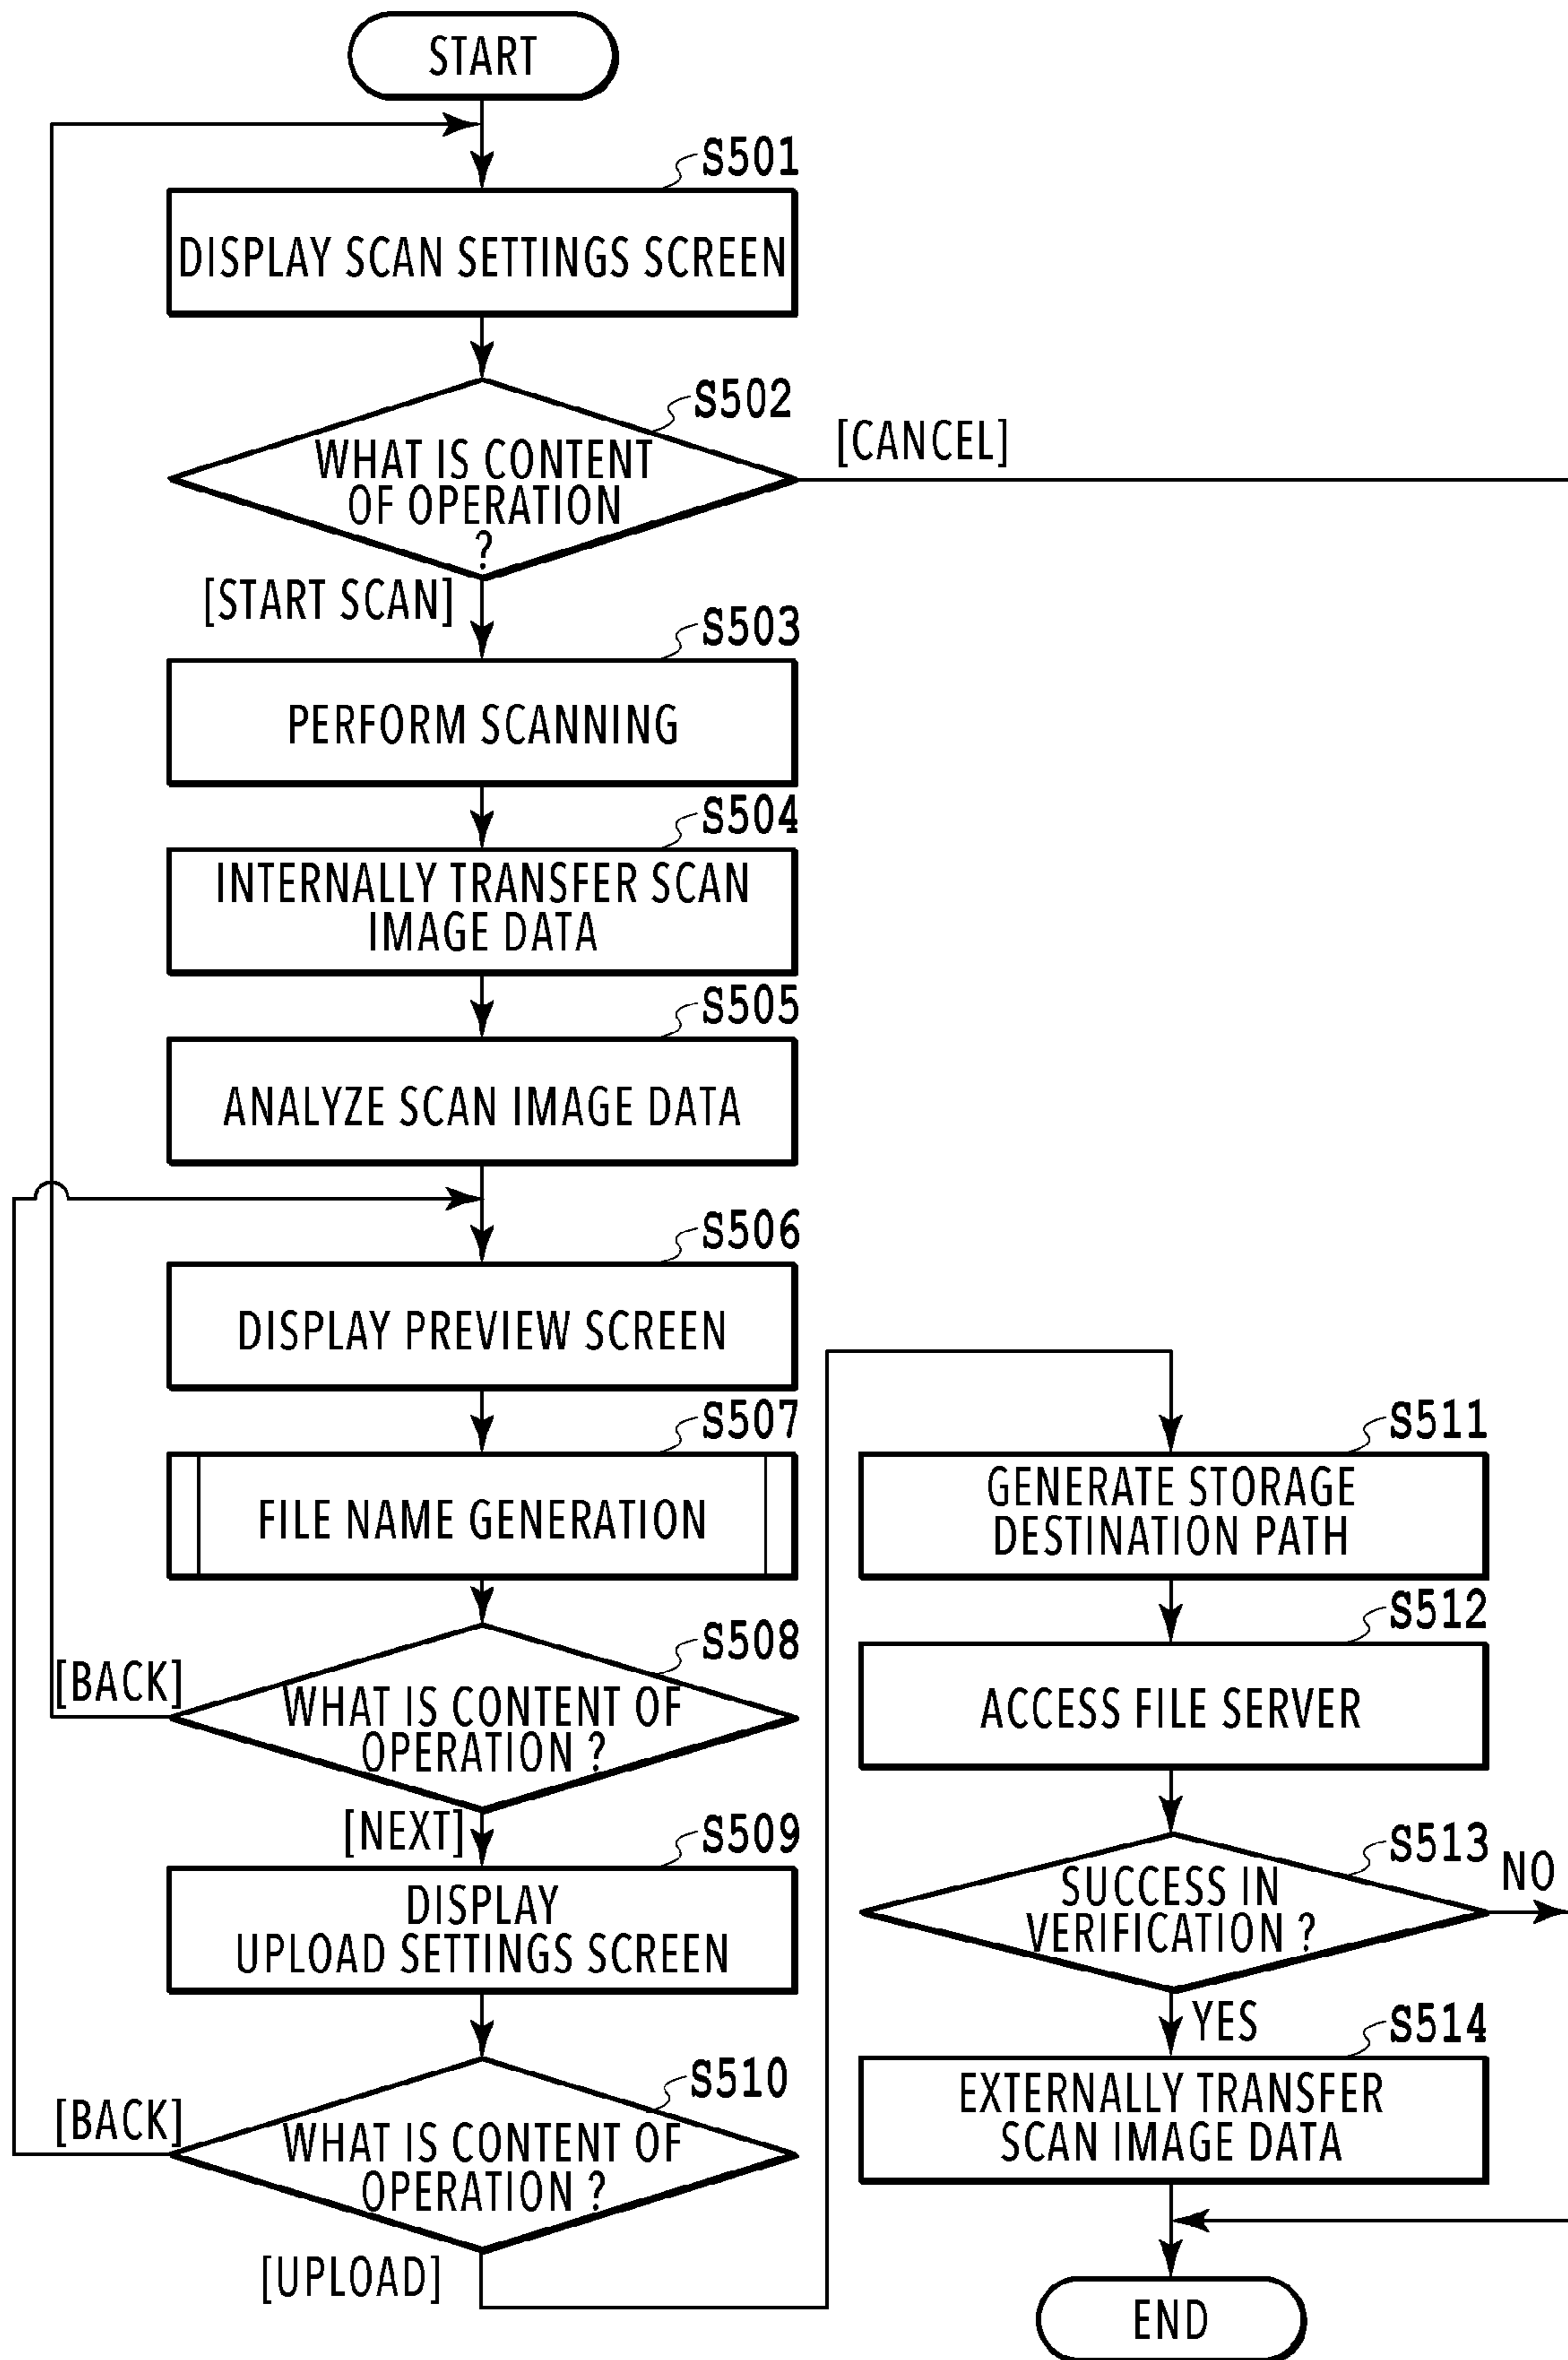 START
S501
DISPLAY SCAN SETTINGS SCREEN
S502
WHAT IS CONTENT
OF OPERATION
?
[CANCEL]
[START SCAN]
S503
PERFORM SCANNING
S504
INTERNALLY TRANSFER SCAN
IMAGE DATA
S505
ANALYZE SCAN IMAGE DATA
S506
DISPLAY PREVIEW SCREEN
S507
FILE NAME GENERATION
S508
[BACK]
WHAT IS CONTENT OF
OPERATION ?
[NEXT]
S509
DISPLAY
UPLOAD SETTINGS SCREEN
S510
[BACK]
WHAT IS CONTENT OF
OPERATION ?
[UPLOAD]
S511
GENERATE STORAGE
DESTINATION PATH
S512
ACCESS FILE SERVER
S513
SUCCESS IN
VERIFICATION ?
NO
YES
S514
EXTERNALLY TRANSFER
SCAN IMAGE DATA
END